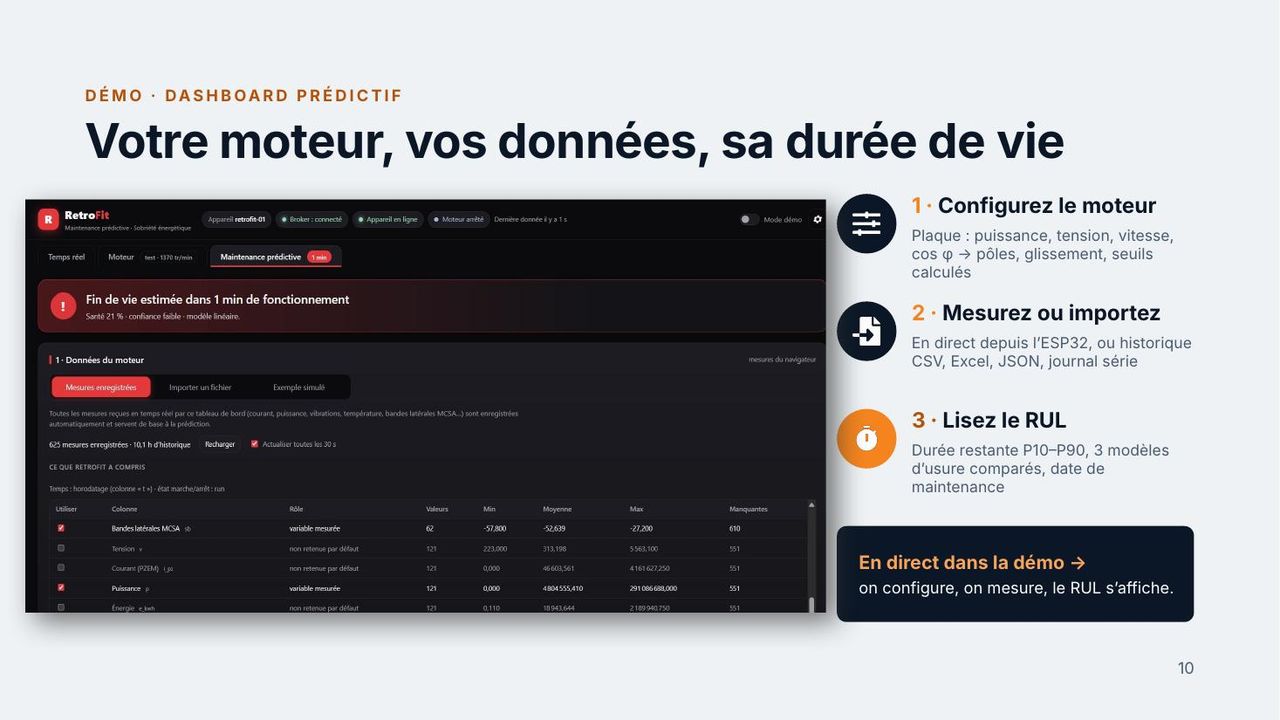 DÉMO · DASHBOARD PRÉDICTIF
Votre moteur, vos données, sa durée de vie
R RetroFit
Maintenance prédictive · Sobriété énergétique
Appareil retrofit-01
Broker : connecté
Appareil en ligne
Moteur arrêté
Dernière donnée il y a 1 s
Mode démo
Temps réel
Moteur test · 1370 tr/min
Maintenance prédictive 1 min
! Fin de vie estimée dans 1 min de fonctionnement
Santé 21 % · confiance faible · modèle linéaire.
1 · Données du moteur
mesures du navigateur
Mesures enregistrées
Importer un fichier
Exemple simulé
Toutes les mesures reçues en temps réel par ce tableau de bord (courant, puissance, vibrations, température, bandes latérales MCSA...) sont enregistrées
automatiquement et servent de base à la prédiction.
625 mesures enregistrées · 10,1 h d'historique
Recharger
Actualiser toutes les 30 s
CE QUE RETROFIT A COMPRIS
Temps : horodatage (colonne « t ») · état marche/arrêt : run
Utiliser Colonne Rôle Valeurs Min Moyenne Max Manquantes
Bandes latérales MCSA sb variable mesurée 62 -57,800 -52,639 -27,200 610
Tension v non retenue par défaut 121 223,000 313,198 5 563,100 551
Courant (PZEM) i_pz non retenue par défaut 121 0,000 46 603,561 4 161 627,250 551
Puissance p variable mesurée 121 0,000 4 804 555,410 291 086 688,000 551
Énergie e_kwh non retenue par défaut 121 0,110 18 943,644 2 189 940,750 551
1 · Configurez le moteur
Plaque : puissance, tension, vitesse,
cos φ → pôles, glissement, seuils
calculés
2 · Mesurez ou importez
En direct depuis l’ESP32, ou historique
CSV, Excel, JSON, journal série
3 · Lisez le RUL
Durée restante P10–P90, 3 modèles
d’usure comparés, date de
maintenance
En direct dans la démo →
on configure, on mesure, le RUL s’affiche.
10